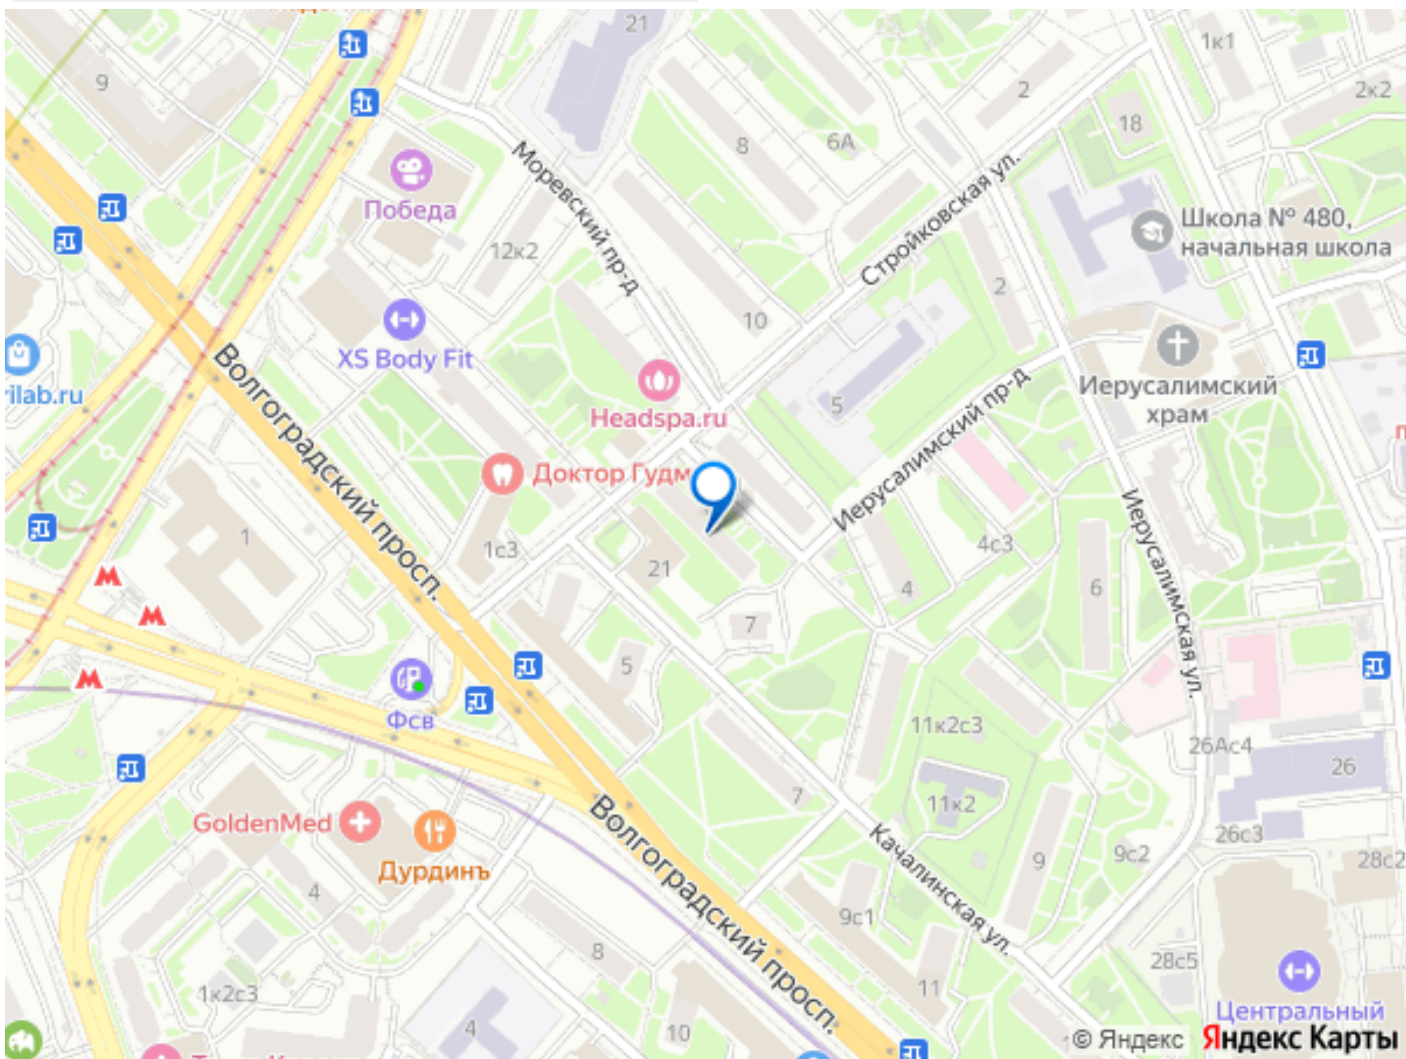 21
1к1
9
2
2к2
18
8
6А
Моревский пр-д
Победа
Стройковская ул.
Школа № 480,
начальная школа
12к2
2
10
XS Body Fit
Волгоградский просп.
Иерусалимский
храм
rilab.ru
Headspa.ru
5
Иерусалимский пр-д
Доктор Гудм
Иерусалимская ул.
1
1с3
4с3
21
4
6
7
5
Фсв
11к2с3
26Ас4
26
7
11к2
GoldenMed
Волгоградский просп.
Качалинская ул.
26с3
Дурдинъ
9
9с2
28с2
4
9с1
8
28с5
1к2с3
11
Центральный
4
10
© Яндекс Яндекс Карты